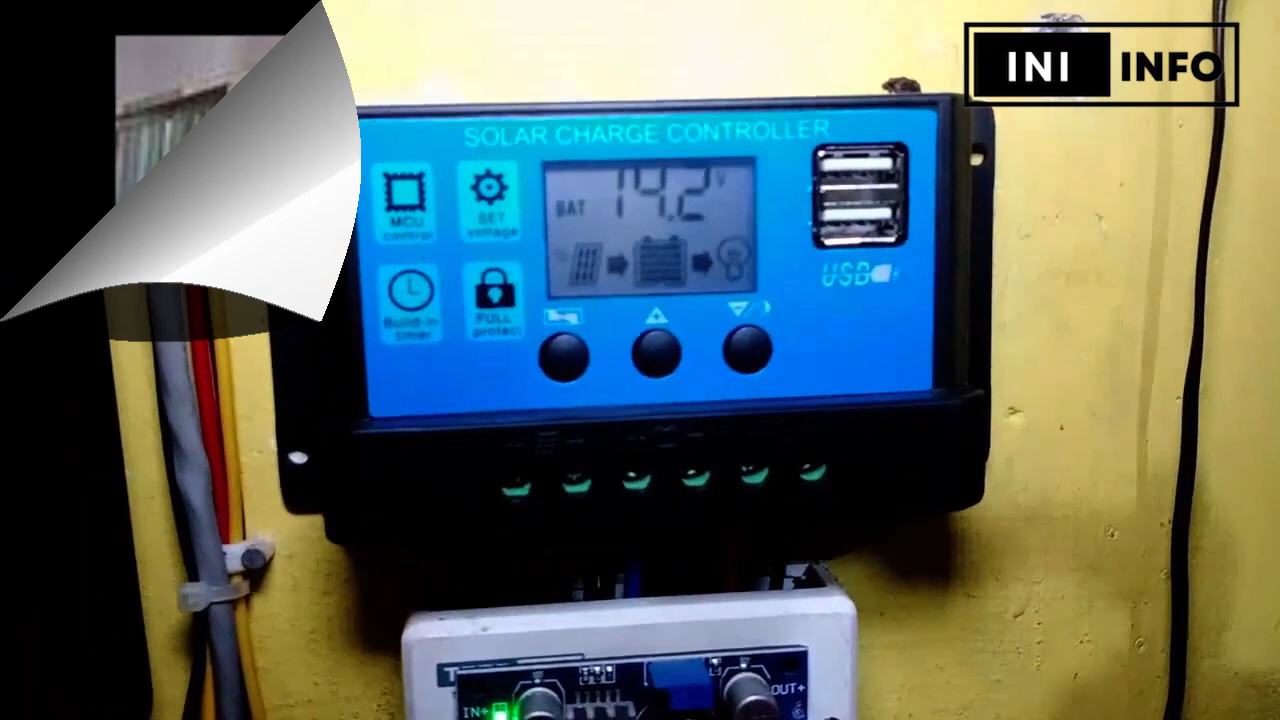 INI INFO
SOLAR CHARGE CONTROLLER
MCU
control
SET
voltage
BAT 14.2 V
USB
Build-in
timer
FULL
protect
IN+
OUT+